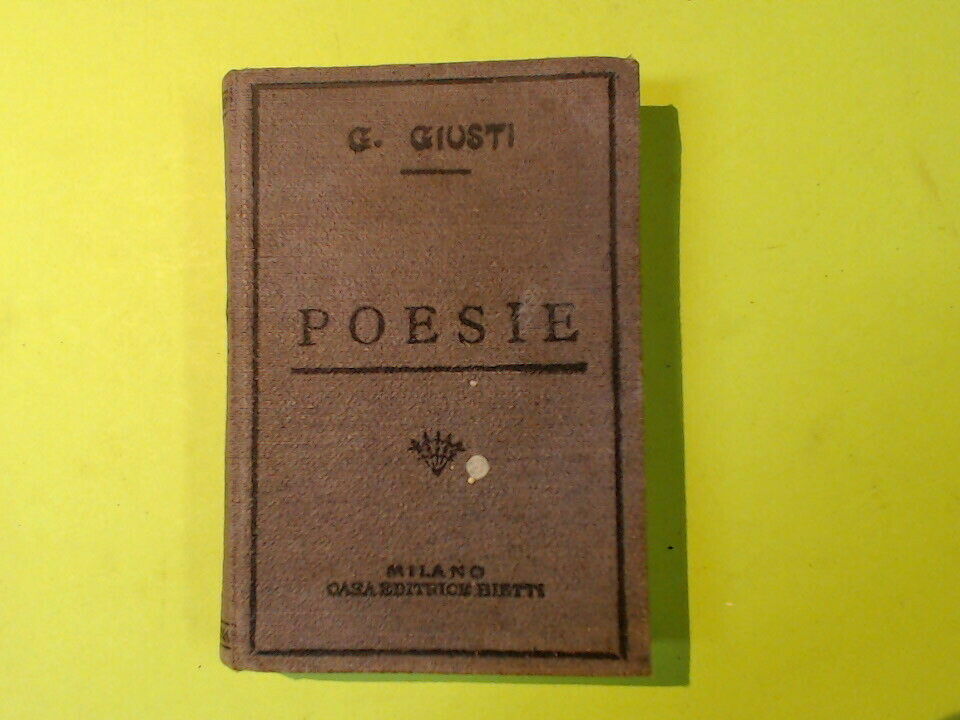 G. GIUSTI
POESIE
MILANO
CASA EDITRICE BIETTI